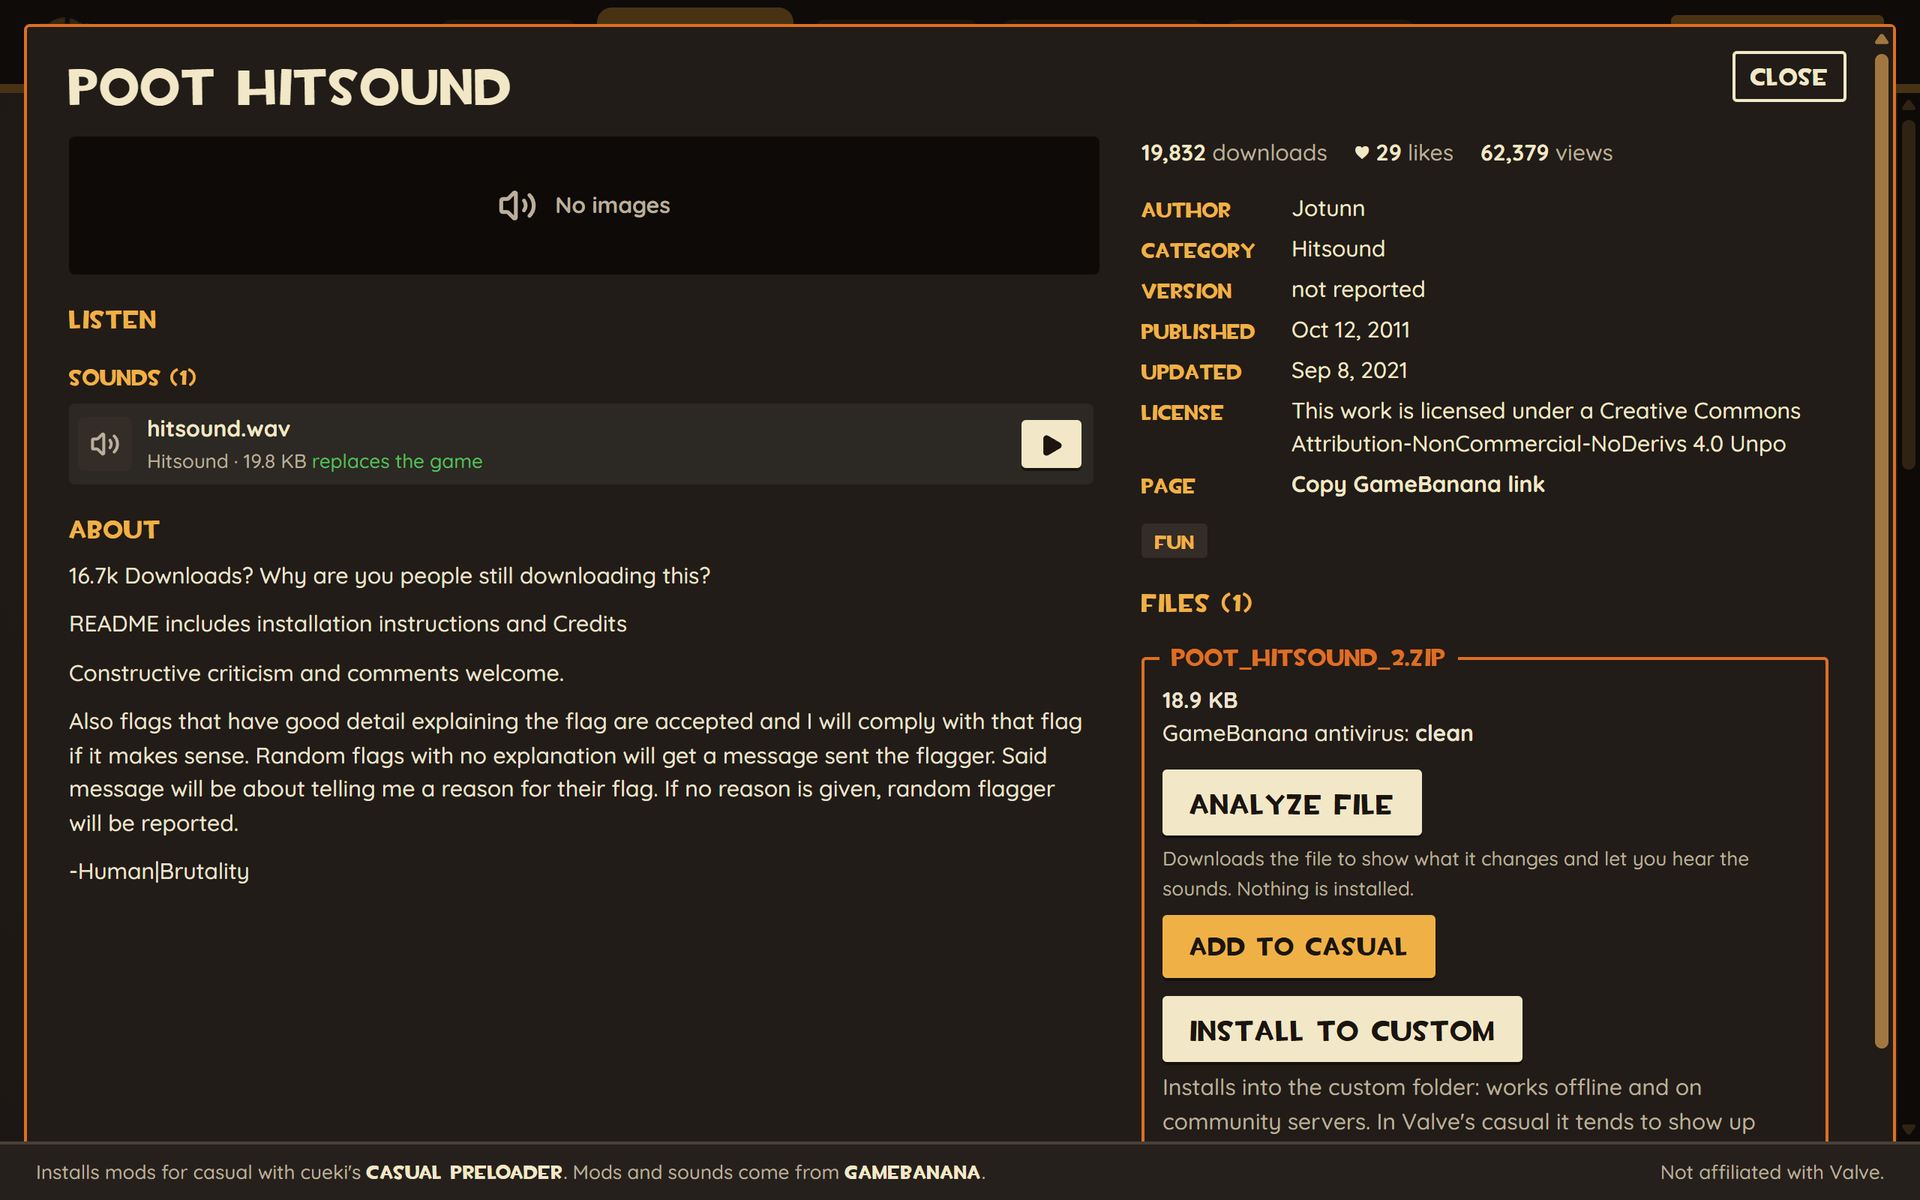 POOT HITSOUND
CLOSE
No images
LISTEN
SOUNDS (1)
hitsound.wav
Hitsound · 19.8 KB replaces the game
ABOUT
16.7k Downloads? Why are you people still downloading this?
README includes installation instructions and Credits
Constructive criticism and comments welcome.
Also flags that have good detail explaining the flag are accepted and I will comply with that flag
if it makes sense. Random flags with no explanation will get a message sent the flagger. Said
message will be about telling me a reason for their flag. If no reason is given, random flagger
will be reported.
-Human|Brutality
19,832 downloads ♥ 29 likes 62,379 views
AUTHOR Jotunn
CATEGORY Hitsound
VERSION not reported
PUBLISHED Oct 12, 2011
UPDATED Sep 8, 2021
LICENSE This work is licensed under a Creative Commons
Attribution-NonCommercial-NoDerivs 4.0 Unpo
PAGE Copy GameBanana link
FUN
FILES (1)
POOT_HITSOUND_2.ZIP
18.9 KB
GameBanana antivirus: clean
ANALYZE FILE
Downloads the file to show what it changes and let you hear the
sounds. Nothing is installed.
ADD TO CASUAL
INSTALL TO CUSTOM
Installs into the custom folder: works offline and on
community servers. In Valve's casual it tends to show up
Installs mods for casual with cueki's CASUAL PRELOADER. Mods and sounds come from GAMEBANANA.
Not affiliated with Valve.